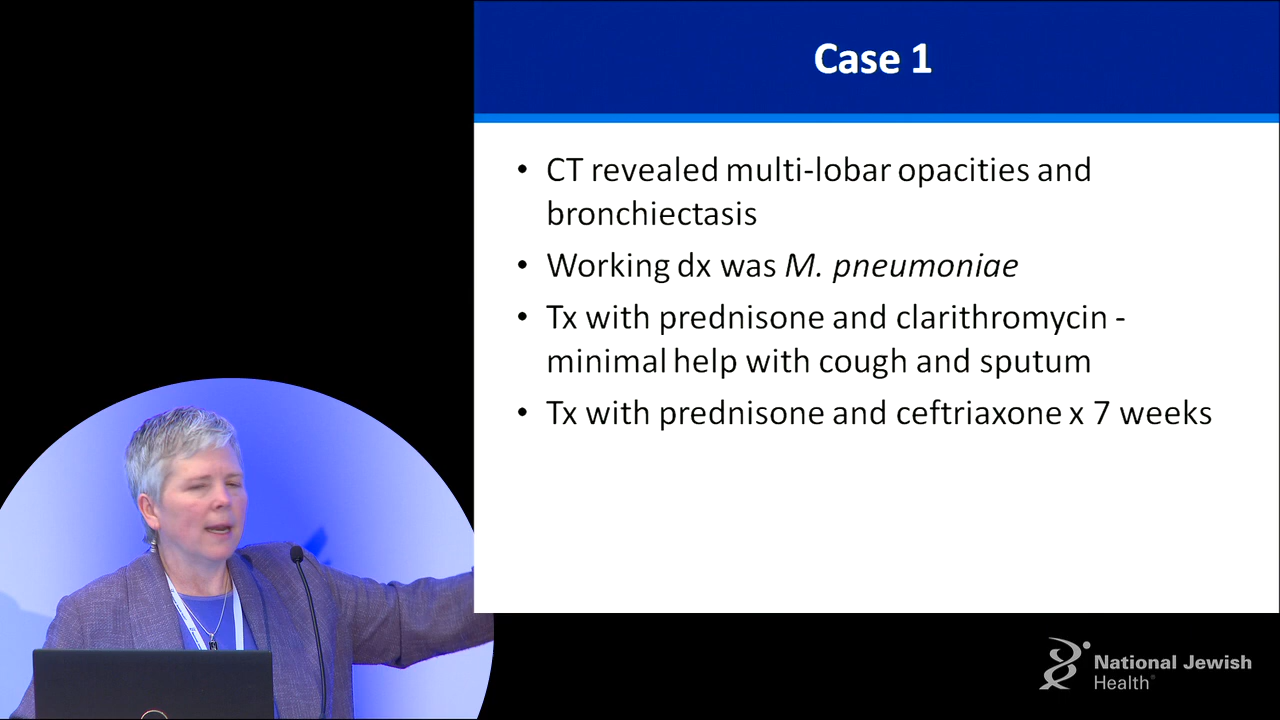 Case 1
• CT revealed multi-lobar opacities and
bronchiectasis
• Working dx was M. pneumoniae
• Tx with prednisone and clarithromycin -
minimal help with cough and sputum
• Tx with prednisone and ceftriaxone x 7 weeks
National Jewish
Health®